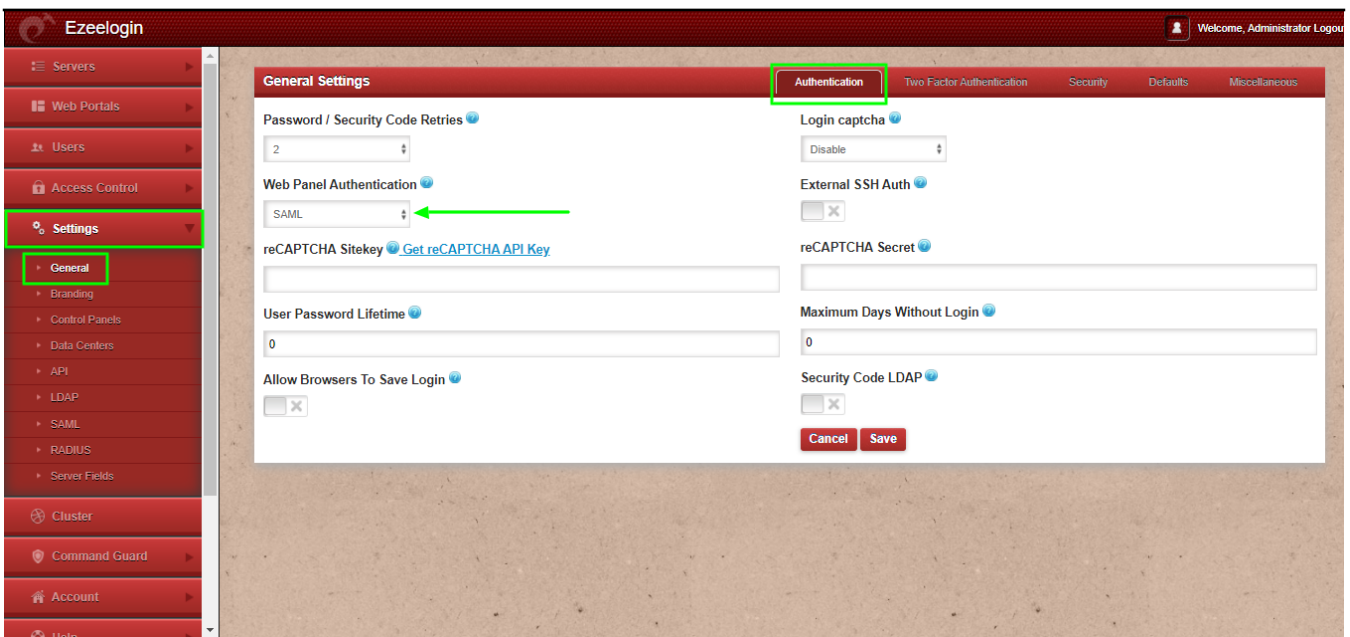 Ezeelogin
Welcome, Administrator Logou
Servers
Web Portals
Users
Access Control
Settings
General
Branding
Control Panels
Data Centers
API
LDAP
SAML
RADIUS
Server Fields
Cluster
Command Guard
Account
Help
General Settings
Authentication
Two Factor Authentication
Security
Defaults
Miscellaneous
Password / Security Code Retries
2
Login captcha
Disable
Web Panel Authentication
SAML
External SSH Auth
reCAPTCHA Sitekey Get reCAPTCHA API Key
reCAPTCHA Secret
User Password Lifetime
0
Maximum Days Without Login
0
Allow Browsers To Save Login
Security Code LDAP
Cancel
Save